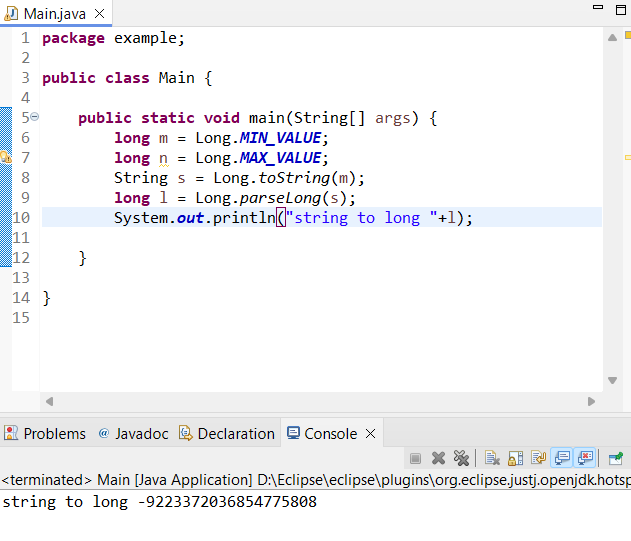 Main.java
1 package example;
2
3 public class Main {
4
5 public static void main(String[] args) {
6 long m = Long.MIN_VALUE;
7 long n = Long.MAX_VALUE;
8 String s = Long.toString(m);
9 long l = Long.parseLong(s);
10 System.out.println("string to long "+l);
11
12 }
13
14 }
15
Problems @ Javadoc Declaration Console
<terminated> Main [Java Application] D:\Eclipse\eclipse\plugins\org.eclipse.justj.openjdk.hotsp
string to long -9223372036854775808